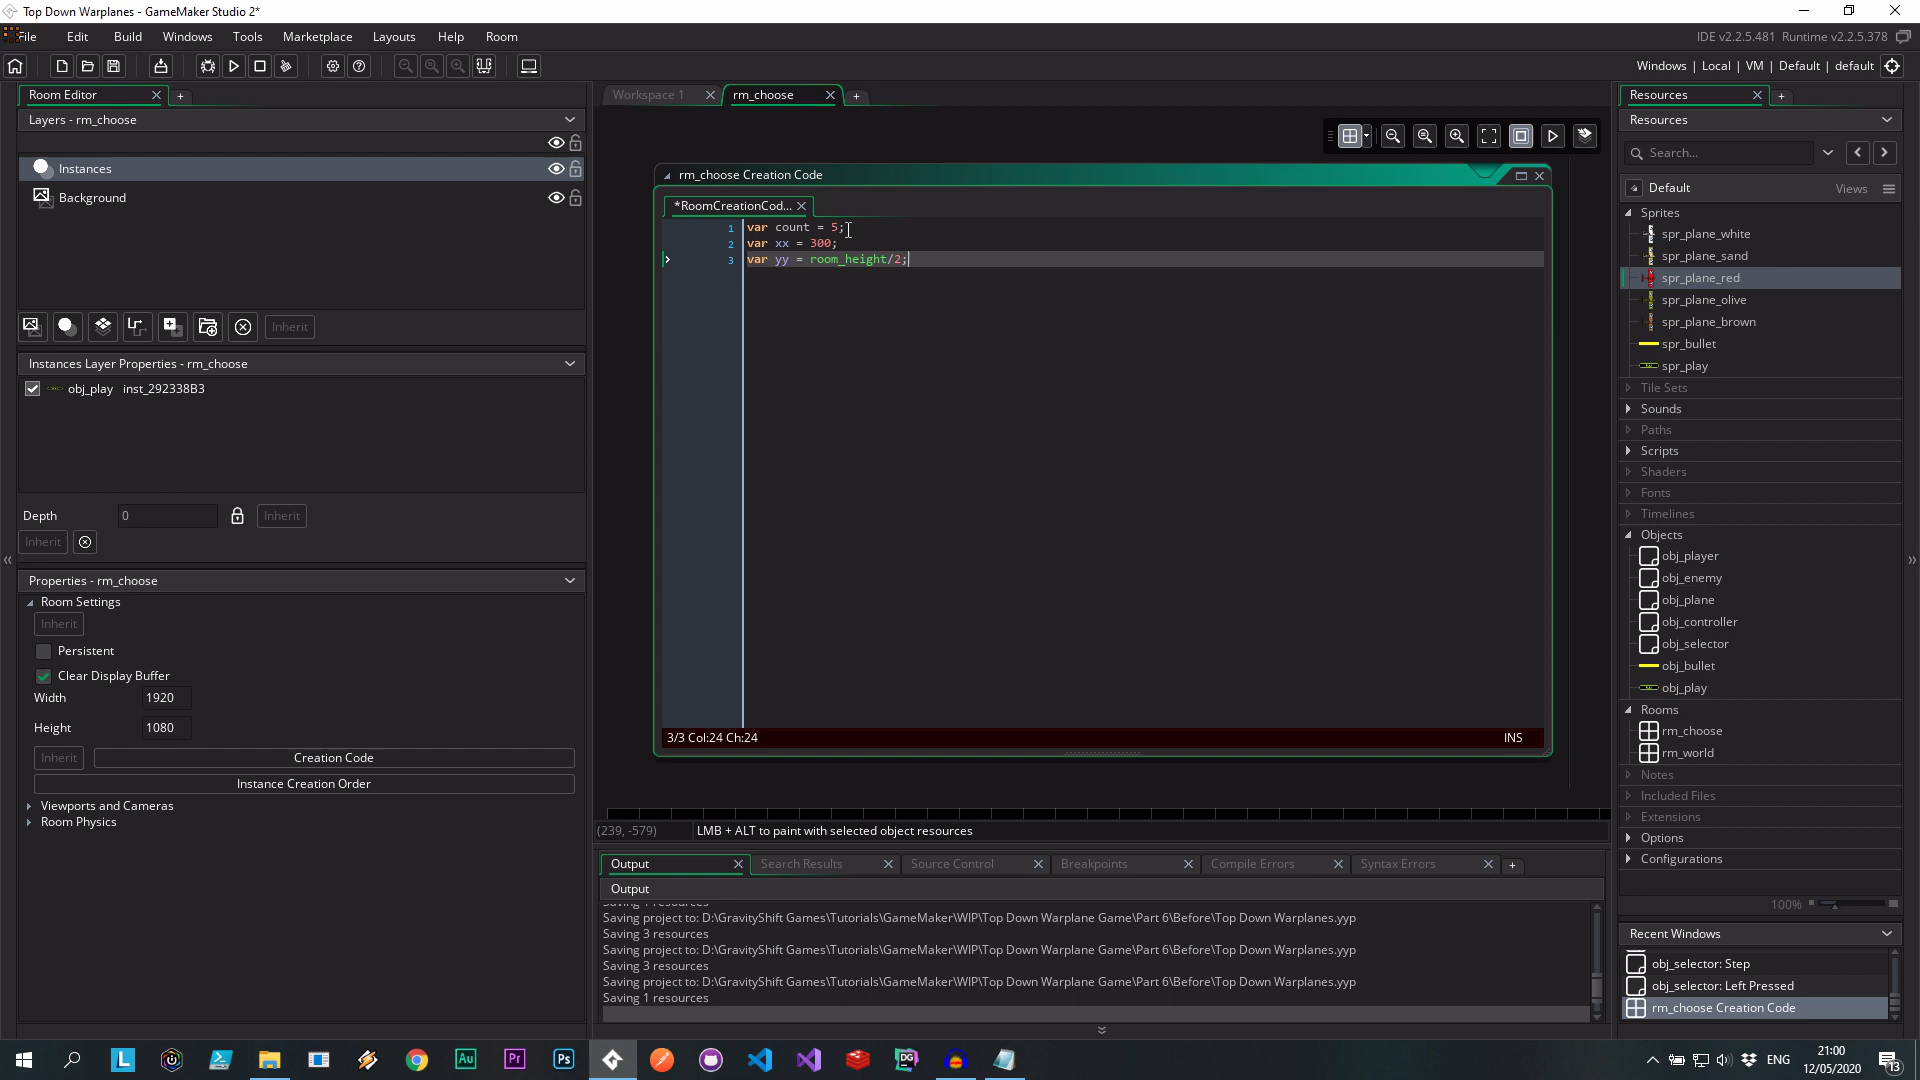 Top Down Warplanes - GameMaker Studio 2*
File Edit Build Windows Tools Marketplace Layouts Help Room
IDE v2.2.5.481 Runtime v2.2.5.378
Windows | Local | VM | Default | default
Room Editor
Layers - rm_choose
Instances
Background
Inherit
Instances Layer Properties - rm_choose
obj_play inst_292338B3
Depth 0 Inherit
Inherit
Properties - rm_choose
Room Settings
Inherit
Persistent
Clear Display Buffer
Width 1920
Height 1080
Inherit Creation Code
Instance Creation Order
Viewports and Cameras
Room Physics
Workspace 1 rm_choose
rm_choose Creation Code
*RoomCreationCod...
1 var count = 5;
2 var xx = 300;
3 var yy = room_height/2;
3/3 Col:24 Ch:24 INS
(239, -579) LMB + ALT to paint with selected object resources
Output Search Results Source Control Breakpoints Compile Errors Syntax Errors
Output
Saving 1 resources
Saving project to: D:\GravityShift Games\Tutorials\GameMaker\WIP\Top Down Warplane Game\Part 6\Before\Top Down Warplanes.yyp
Saving 3 resources
Saving project to: D:\GravityShift Games\Tutorials\GameMaker\WIP\Top Down Warplane Game\Part 6\Before\Top Down Warplanes.yyp
Saving 3 resources
Saving project to: D:\GravityShift Games\Tutorials\GameMaker\WIP\Top Down Warplane Game\Part 6\Before\Top Down Warplanes.yyp
Saving 1 resources
Resources
Resources
Search...
Default Views
Sprites
spr_plane_white
spr_plane_sand
spr_plane_red
spr_plane_olive
spr_plane_brown
spr_bullet
spr_play
Tile Sets
Sounds
Paths
Scripts
Shaders
Fonts
Timelines
Objects
obj_player
obj_enemy
obj_plane
obj_controller
obj_selector
obj_bullet
obj_play
Rooms
rm_choose
rm_world
Notes
Included Files
Extensions
Options
Configurations
100%
Recent Windows
obj_selector: Step
obj_selector: Left Pressed
rm_choose Creation Code
L Au Pr Ps DG
ENG
21:00
12/05/2020
13